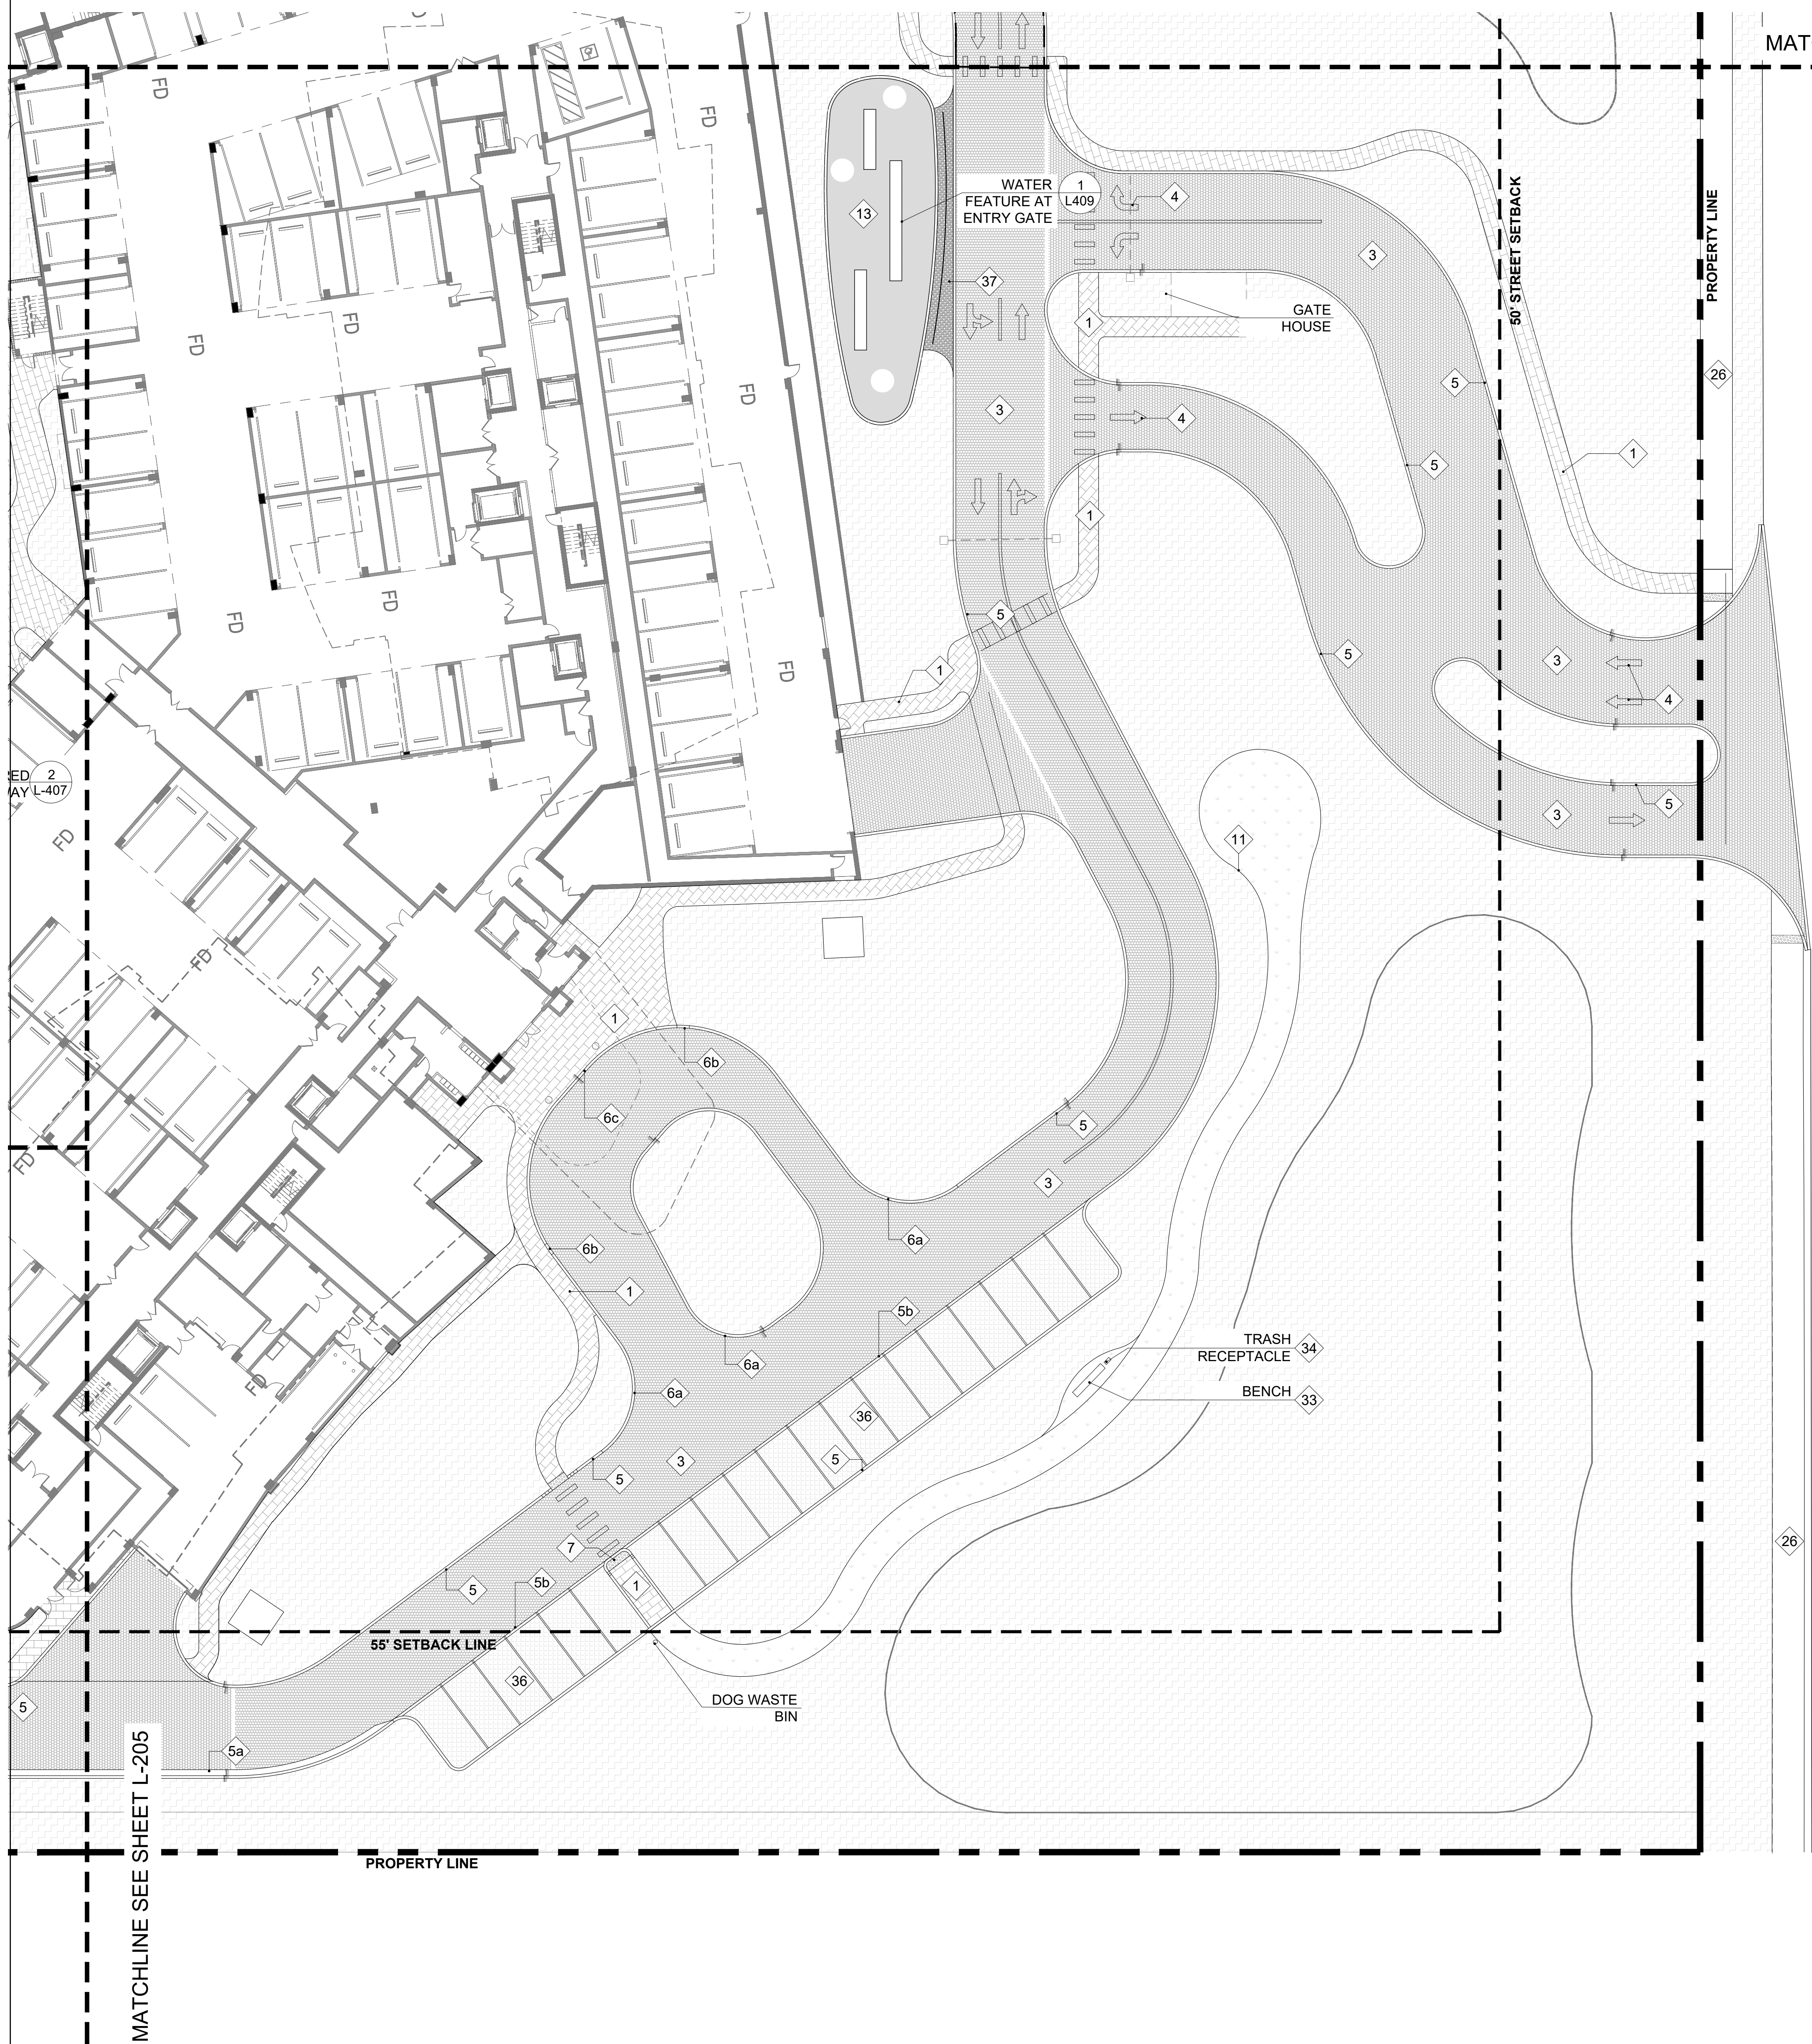 MAT
FD
FD
WATER
FEATURE AT
ENTRY GATE
1
L409
4
13
3
37
GATE
HOUSE
1
50' STREET SETBACK
PROPERTY LINE
FD
FD
26
5
FD
3
4
5
1
1
FD
FD
5
1
FD
5
3
4
RED
AY
2
L-407
5
3
FD
11
FD
1
6b
6c
5
FD
3
6a
6b
1
5b
6a
TRASH
RECEPTACLE
34
FD
6a
BENCH
33
36
3
5
5
26
7
5b
1
5
55' SETBACK LINE
36
5
DOG WASTE
BIN
5a
MATCHLINE SEE SHEET L-205
PROPERTY LINE